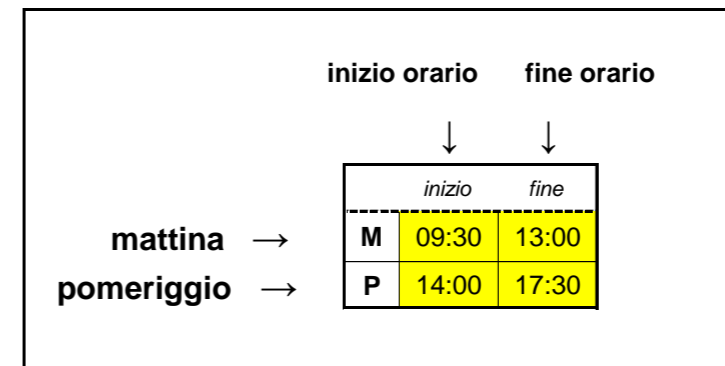 inizio orario fine orario
↓ ↓
inizio fine
mattina → M 09:30 13:00
pomeriggio → P 14:00 17:30